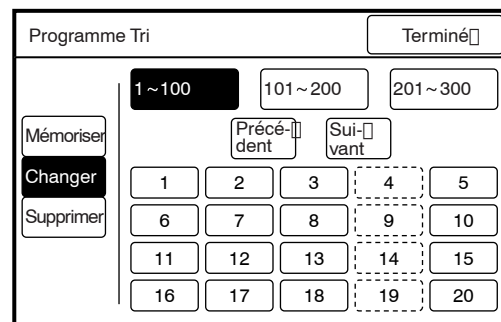 Programme Tri
Terminé
1~100 101~200 201~300
Mémoriser
Changer
Supprimer
Précé-
dent
Sui-
vant
1 2 3 4 5
6 7 8 9 10
11 12 13 14 15
16 17 18 19 20